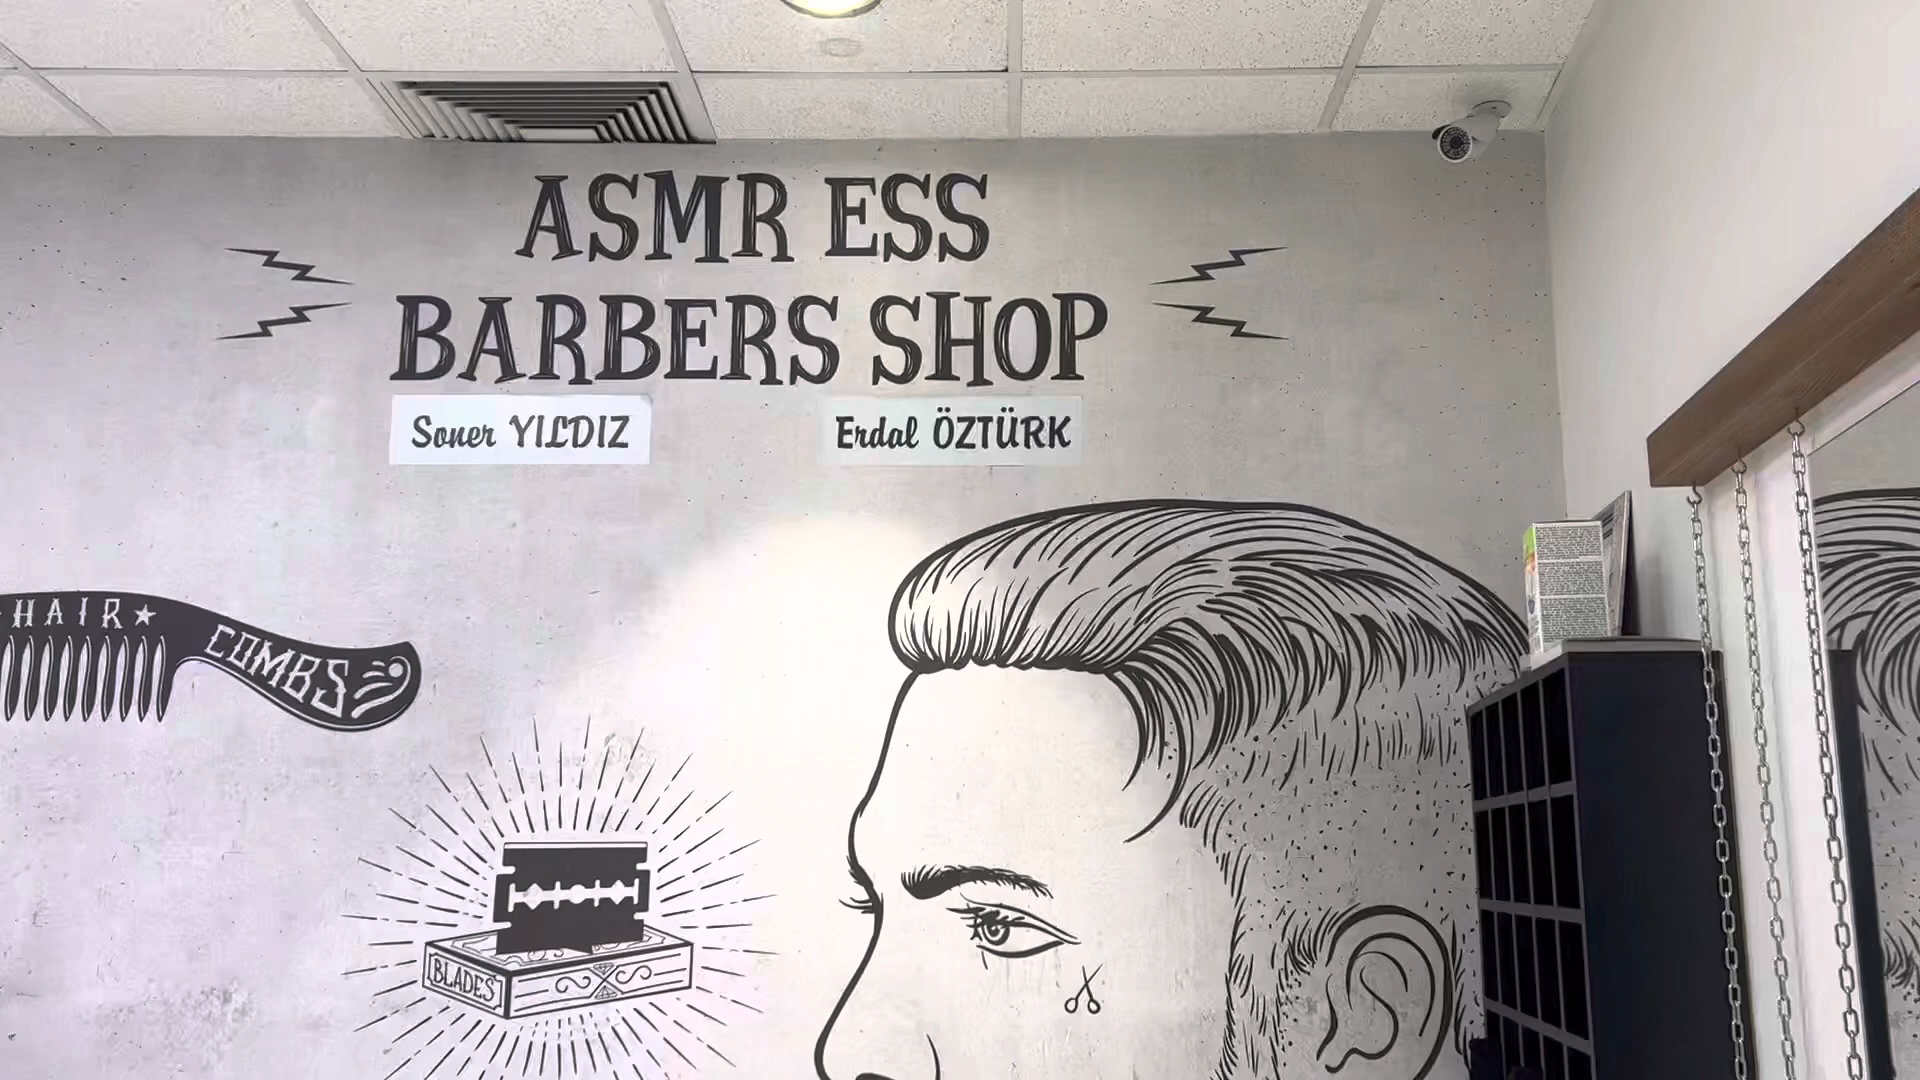 ASMR ESS
BARBERS SHOP
Soner YILDIZ
Erdal ÖZTÜRK
HAIR
COMBS
BLADES